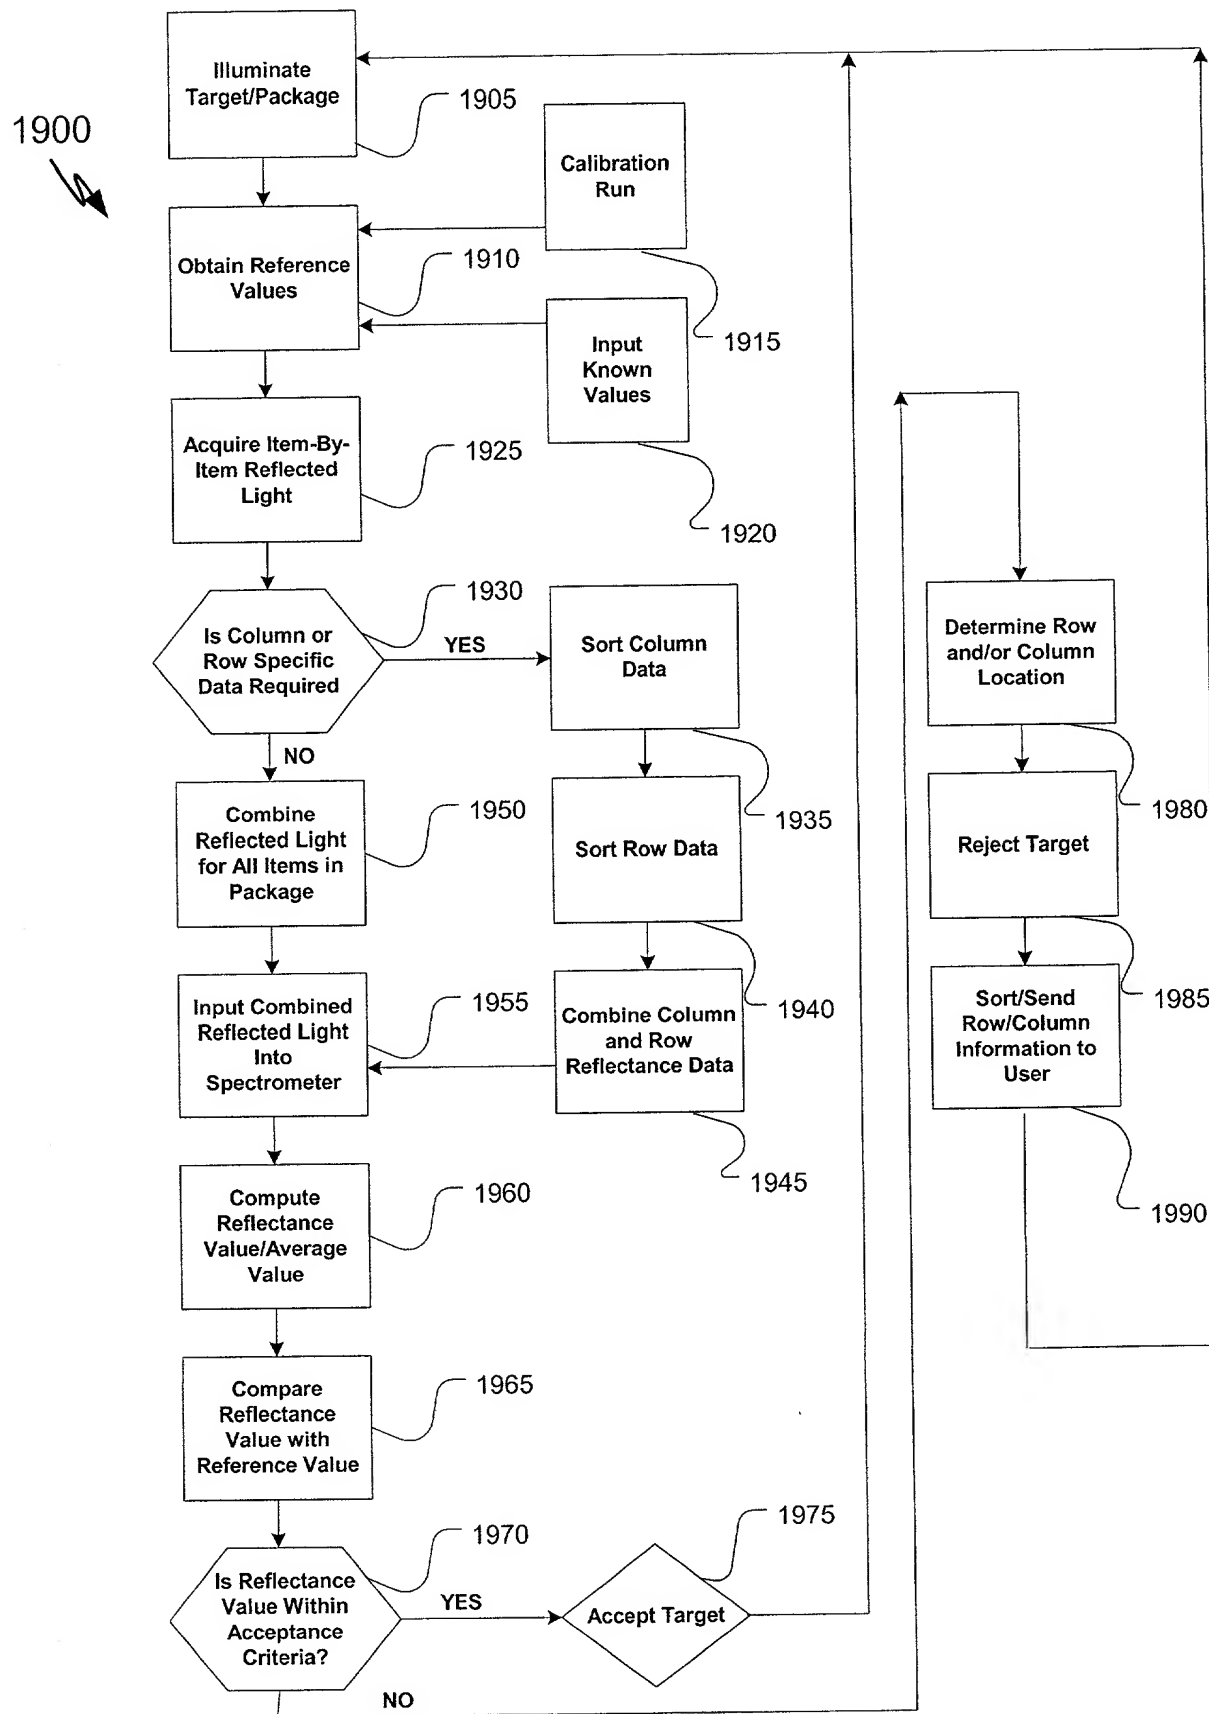 Illuminate
Target/Package
1905
1900
Calibration
Run
1915
Obtain Reference
Values
1910
Input
Known
Values
1920
Acquire Item-By-
Item Reflected
Light
1925
Is Column or
Row Specific
Data Required
1930
YES
NO
Sort Column
Data
1935
Sort Row Data
1940
Combine Column
and Row
Reflectance Data
1945
Combine
Reflected Light
for All Items in
Package
1950
Input Combined
Reflected Light
Into
Spectrometer
1955
Compute
Reflectance
Value/Average
Value
1960
Compare
Reflectance
Value with
Reference Value
1965
Is Reflectance
Value Within
Acceptance
Criteria?
1970
YES
NO
Accept Target
1975
Determine Row
and/or Column
Location
1980
Reject Target
1985
Sort/Send
Row/Column
Information to
User
1990